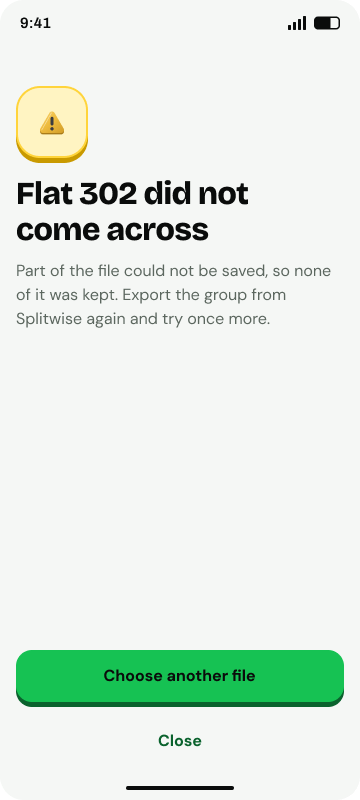 9:41
Flat 302 did not
come across
Part of the file could not be saved, so none
of it was kept. Export the group from
Splitwise again and try once more.
Choose another file
Close